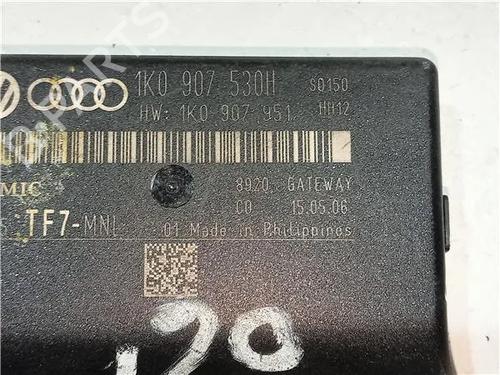 1K0 907 530H SQ150
HW: 1K0 907 951 HH12
MIC 8920 GATEWAY
C0 15.05.06
TF7-MNL 01 Made in Philippines